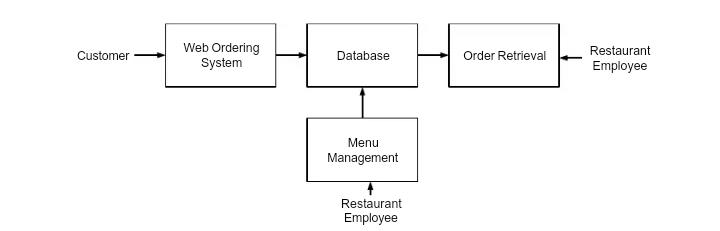 Customer
Web Ordering
System
Database
Order Retrieval
Restaurant
Employee
Menu
Management
Restaurant
Employee